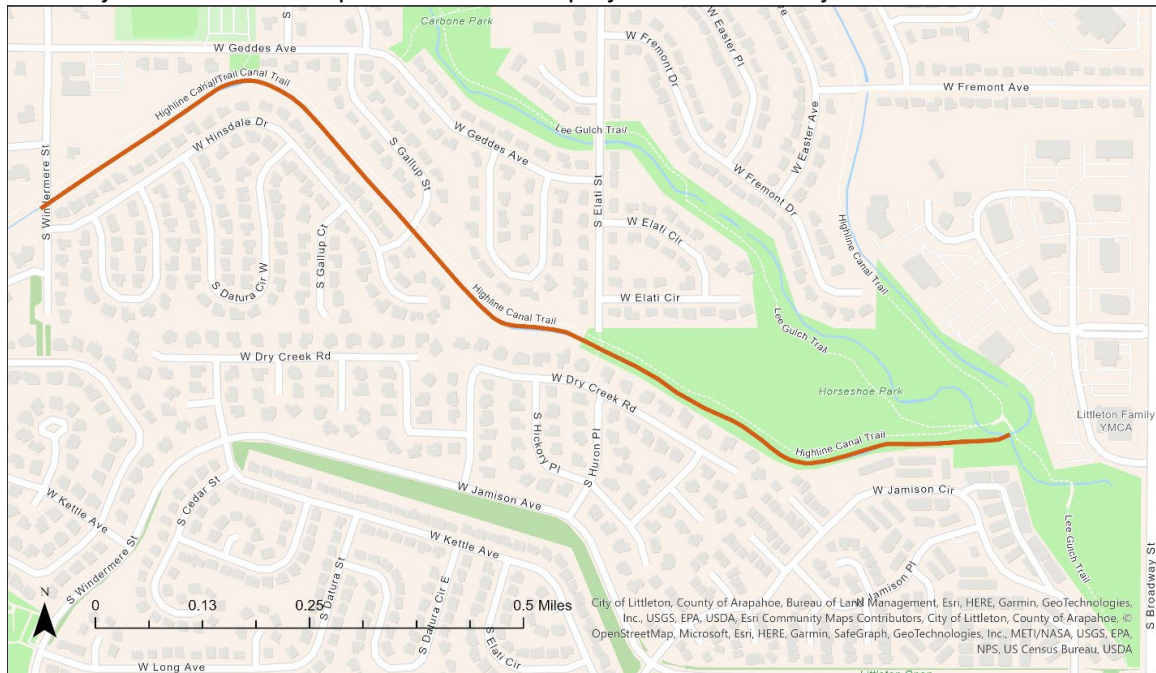 Carbone Park
W Geddes Ave
W Fremont Dr
W Easter Pl
W Fremont Ave
Highline Canal Trail
Canal Trail
Lee Gulch Trail
W Easter Ave
W Hinsdale Dr
W Geddes Ave
S Gallup St
S Windermere St
S Elati St
W Fremont Dr
W Elati Cir
Highline Canal Trail
S Datura Cir W
S Gallup Ct
Highline Canal Trail
W Elati Cir
Lee Gulch Trail
W Dry Creek Rd
W Dry Creek Rd
Horseshoe Park
Littleton Family
YMCA
S Hickory Pl
S Huron Pl
Highline Canal Trail
W Kettle Ave
S Cedar St
W Jamison Ave
W Jamison Cir
W Kettle Ave
Lee Gulch Trail
S Windermere St
S Datura St
S Datura Cir E
W Jamison Pl
S Broadway St
N
0 0.13 0.25 0.5 Miles
S Elati Cir
W Long Ave
City of Littleton, County of Arapahoe, Bureau of Land Management, Esri, HERE, Garmin, GeoTechnologies,
Inc., USGS, EPA, USDA, Esri Community Maps Contributors, City of Littleton, County of Arapahoe, ©
OpenStreetMap, Microsoft, Esri, HERE, Garmin, SafeGraph, GeoTechnologies, Inc., METI/NASA, USGS, EPA,
NPS, US Census Bureau, USDA